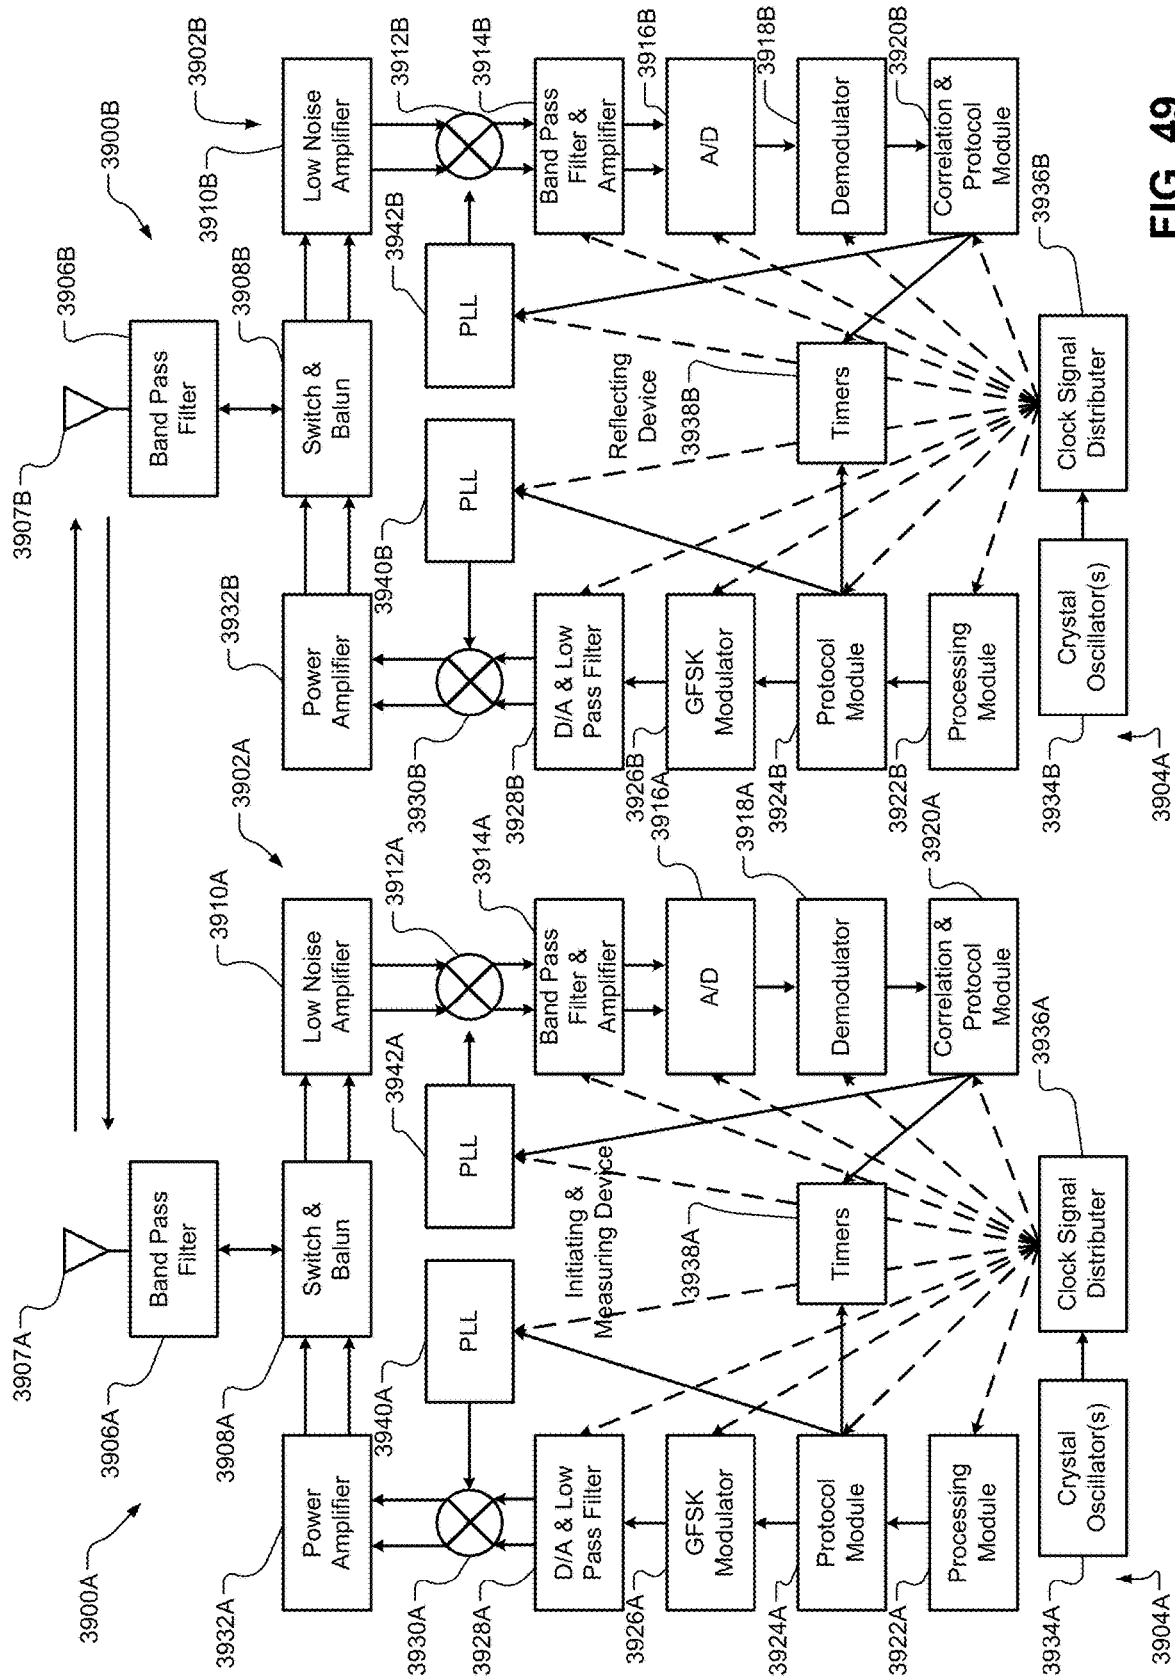 3907A
3907B
3900A
3906A
Band Pass
Filter
3906B
Band Pass
Filter
3900B
3932A
3908A
3910A
3902A
3932B
3908B
3910B
3902B
Power
Amplifier
Switch &
Balun
Low Noise
Amplifier
Power
Amplifier
Switch &
Balun
Low Noise
Amplifier
3930A
3940A
PLL
3942A
PLL
3912A
3930B
3940B
PLL
3942B
PLL
3912B
3928A
D/A & Low
Pass Filter
3914A
Band Pass
Filter &
Amplifier
3928B
D/A & Low
Pass Filter
3914B
Band Pass
Filter &
Amplifier
Initiating &
Measuring Device
Reflecting
Device
3926A
GFSK
Modulator
3938A
3916A
A/D
3926B
GFSK
Modulator
3938B
3916B
A/D
3924A
Protocol
Module
Timers
3918A
Demodulator
3924B
Protocol
Module
Timers
3918B
Demodulator
3922A
Processing
Module
3920A
Correlation &
Protocol
Module
3922B
Processing
Module
3920B
Correlation &
Protocol
Module
3934A
Crystal
Oscillator(s)
3936A
Clock Signal
Distributer
3934B
Crystal
Oscillator(s)
3936B
Clock Signal
Distributer
3904A
3904A
FIG. 49